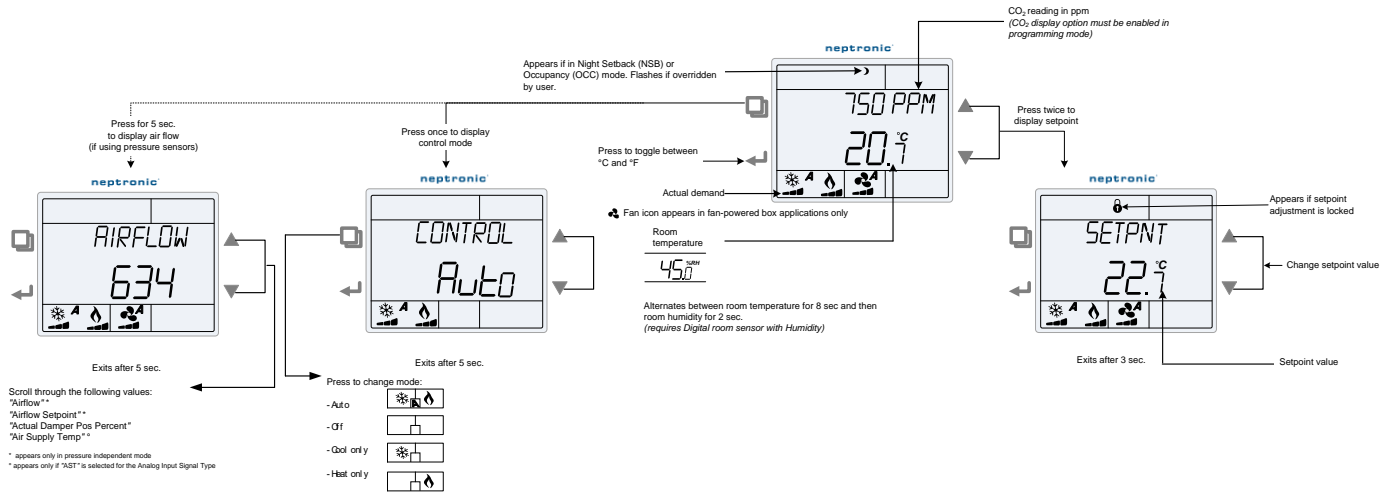 CO₂ reading in ppm
(CO₂ display option must be enabled in
programming mode)
neptronic
Appears if in Night Setback (NSB) or
Occupancy (OCC) mode. Flashes if overridden
by user.
750 PPM
20.7 °C
A
A
Press for 5 sec.
to display air flow
(if using pressure sensors)
Press once to display
control mode
Press to toggle between
°C and °F
Actual demand
Press twice to
display setpoint
Fan icon appears in fan-powered box applications only
Room
temperature
45.0 %RH
Alternates between room temperature for 8 sec and then
room humidity for 2 sec.
(requires Digital room sensor with Humidity)
neptronic
AIRFLOW
634
A
A
Exits after 5 sec.
Scroll through the following values:
"Airflow"*
"Airflow Setpoint"*
"Actual Damper Pos Percent"
"Air Supply Temp"°
* appears only in pressure independent mode
° appears only if "AST" is selected for the Analog Input Signal Type
neptronic
CONTROL
Auto
A
Exits after 5 sec.
Press to change mode:
- Auto
A
- Off
- Cool only
- Heat only
neptronic
SETPNT
22.7 °C
A
A
Appears if setpoint
adjustment is locked
Change setpoint value
Setpoint value
Exits after 3 sec.